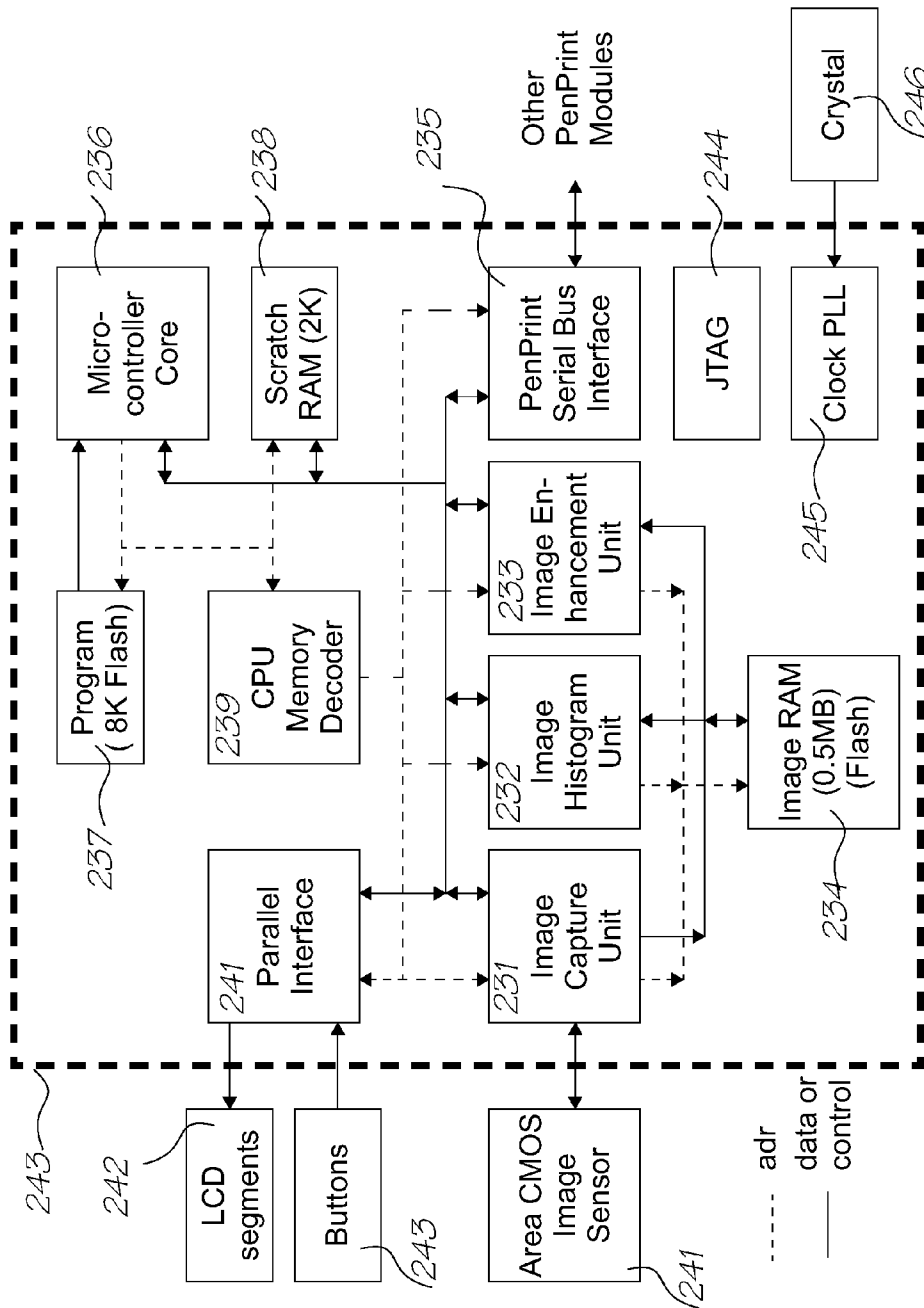 236
Micro-
controller
Core
238
Scratch
RAM (2K)
235
PenPrint
Serial Bus
Interface
Other
PenPrint
Modules
244
JTAG
Clock PLL
245
Crystal
246
Program
( 8K Flash)
237
239
CPU
Memory
Decoder
233
Image En-
hancement
Unit
232
Image
Histogram
Unit
Image RAM
(0.5MB)
(Flash)
234
241
Parallel
Interface
231
Image
Capture
Unit
243
242
LCD
segments
Buttons
243
Area CMOS
Image
Sensor
241
adr
data or
control